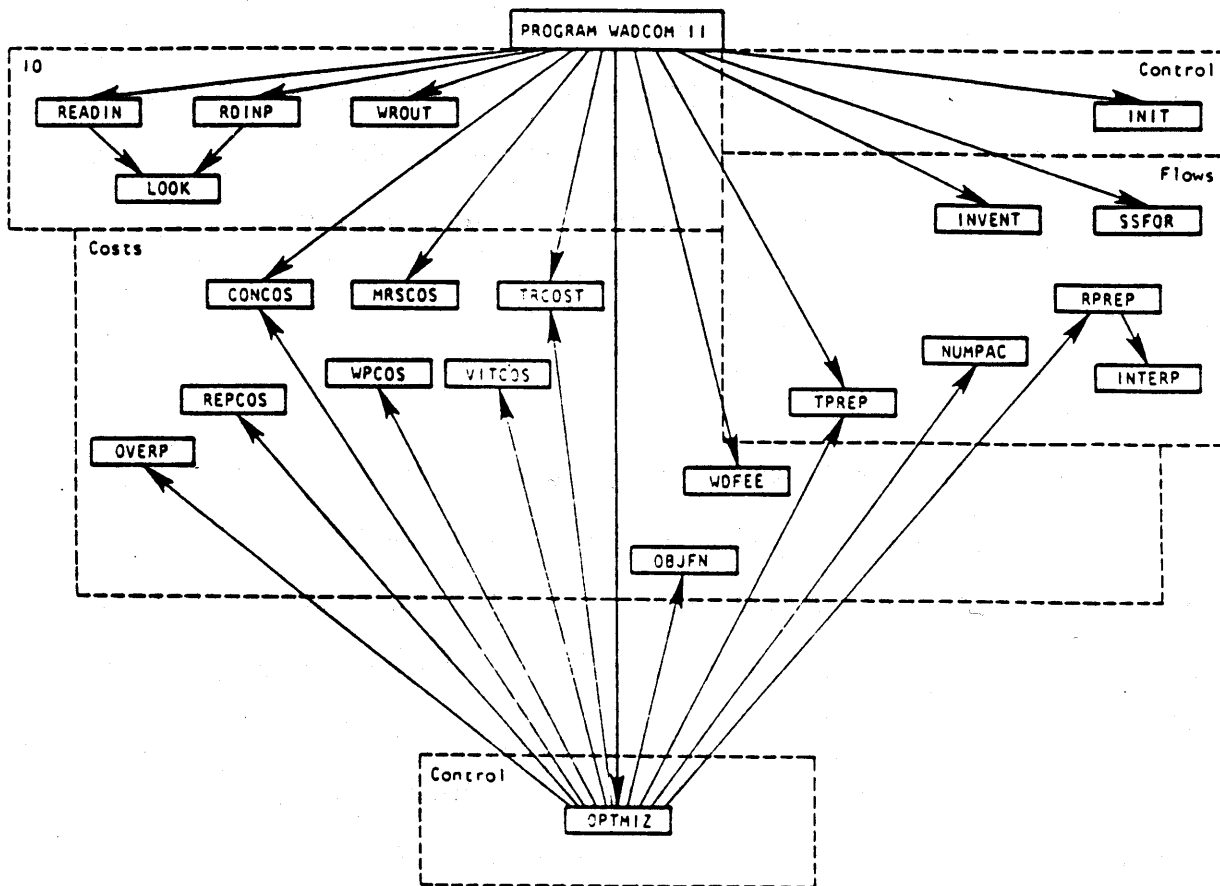 PROGRAM WADCOM II
IO
Control
READIN
RDINP
WROUT
INIT
LOOK
Flows
INVENT
SSFOR
Costs
CONCOS
MRSCOS
TRCOST
RPREP
NUMPAC
WPCOS
VITCOS
INTERP
REPCOS
TPREP
OVERP
WDFEE
OBJFN
Control
OPTMIZ